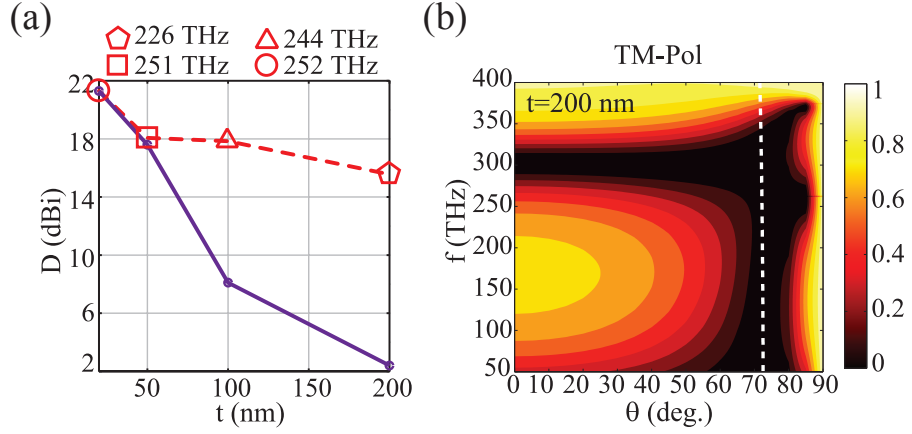 (a)
226 THz
244 THz
251 THz
252 THz
22
18
14
10
6
2
D (dBi)
50
100
150
200
t (nm)
(b)
TM-Pol
t=200 nm
400
350
300
250
200
150
100
50
f (THz)
0 10 20 30 40 50 60 70 80 90
θ (deg.)
1
0.8
0.6
0.4
0.2
0